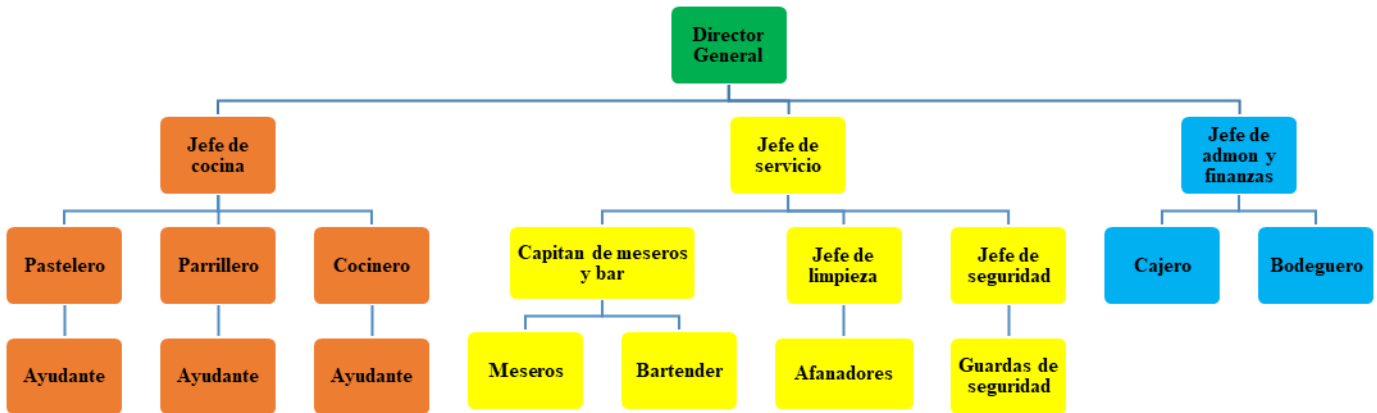 Director
General
Jefe de
cocina
Jefe de
servicio
Jefe de
admon y
finanzas
Pastelero
Parrillero
Cocinero
Capitan de meseros
y bar
Jefe de
limpieza
Jefe de
seguridad
Cajero
Bodeguero
Ayudante
Ayudante
Ayudante
Meseros
Bartender
Afanadores
Guardas de
seguridad